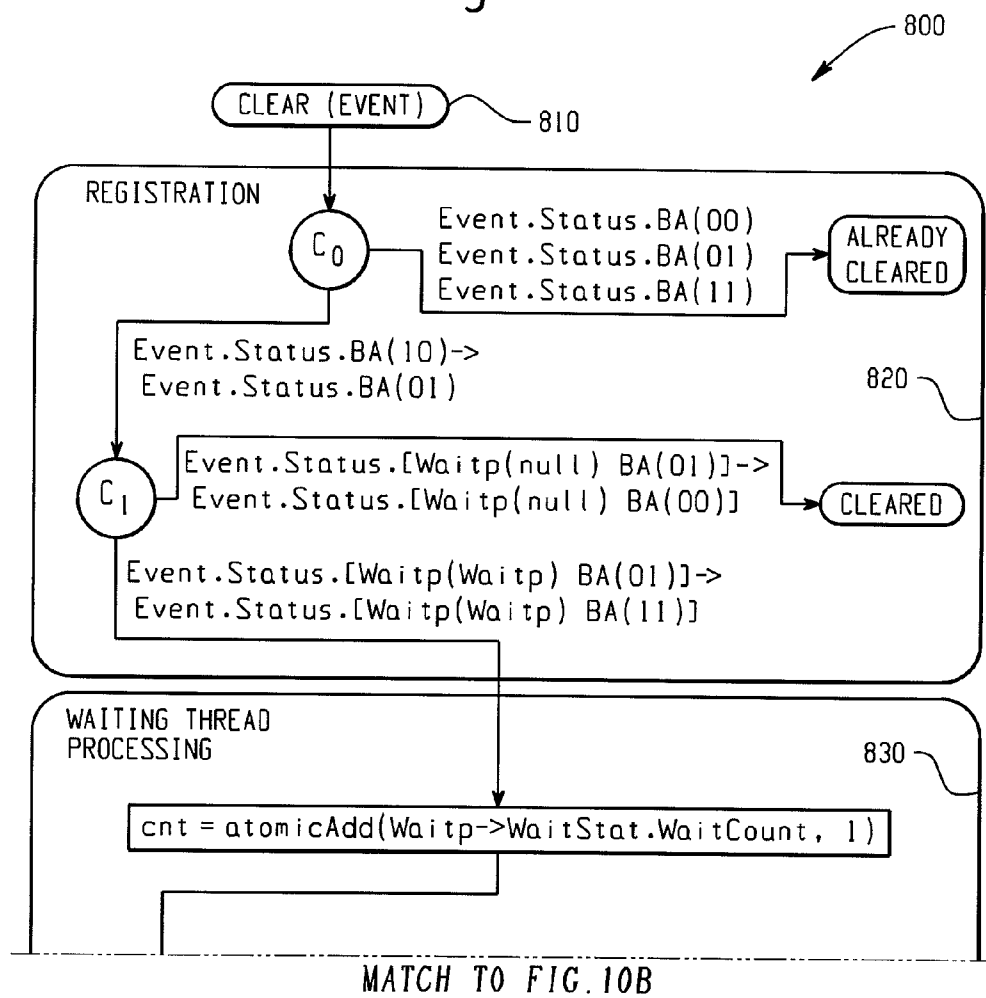 800
CLEAR (EVENT)
810
REGISTRATION
C0
Event.Status.BA(00)
Event.Status.BA(01)
Event.Status.BA(11)
ALREADY
CLEARED
Event.Status.BA(10)->
Event.Status.BA(01)
820
C1
Event.Status.[Waitp(null) BA(01)]->
Event.Status.[Waitp(null) BA(00)]
CLEARED
Event.Status.[Waitp(Waitp) BA(01)]->
Event.Status.[Waitp(Waitp) BA(11)]
WAITING THREAD
PROCESSING
830
cnt = atomicAdd(Waitp->WaitStat.WaitCount, 1)
MATCH TO FIG.10B